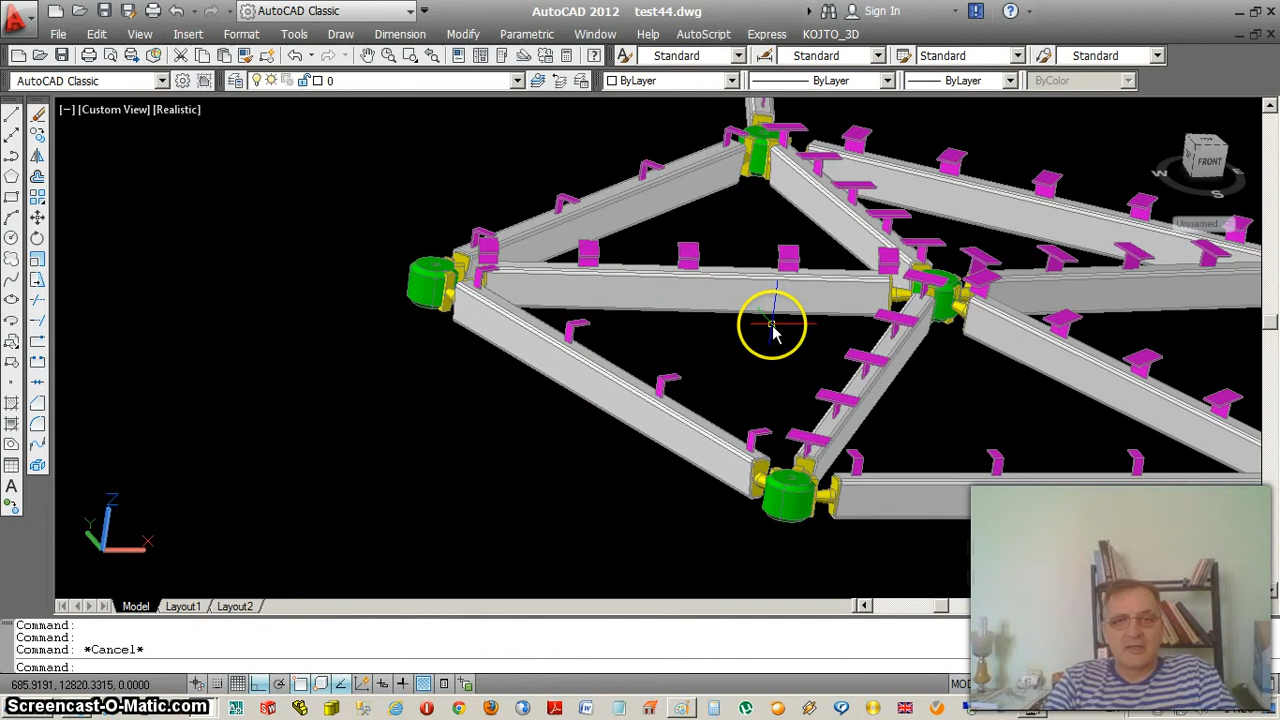 AutoCAD Classic
AutoCAD 2012 test44.dwg
Sign In
File Edit View Insert Format Tools Draw Dimension Modify Parametric Window Help AutoScript Express KOJTO_3D
Standard Standard Standard Standard
AutoCAD Classic 0 ByLayer ByLayer ByLayer ByColor
[−] [Custom View] [Realistic]
FRONT
W
S
Unnamed
Z
Y
X
Model Layout1 Layout2
Command:
Command:
Command: *Cancel*
Command:
685.9191, 12820.3315, 0.0000
Screencast-O-Matic.com